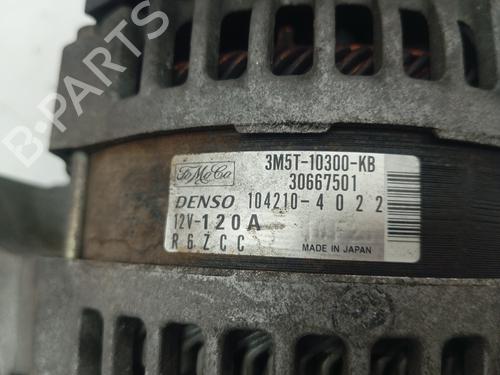 B-PARTS
FoMoCo
3M5T-10300-KB
30667501
DENSO 104210-4022
12V-120A
R6ZCC
MADE IN JAPAN